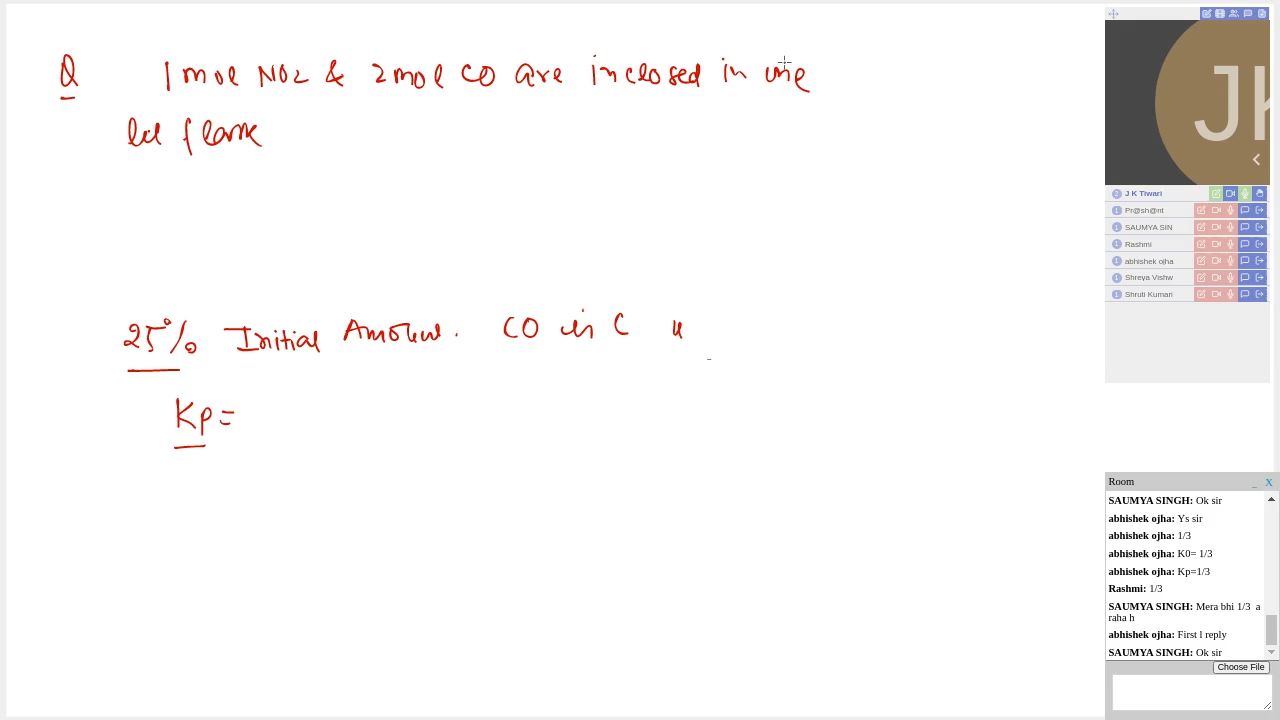 Q 1 mol NO2 & 2 mol CO are inclosed in one
lit flask
25% Initial Amount. CO is C u
Kp=
JK
J K Tiwari
Pr@sh@nt
SAUMYA SIN
Rashmi
abhishek ojha
Shreya Vishw
Shruti Kumari
Room _ X
SAUMYA SINGH: Ok sir
abhishek ojha: Ys sir
abhishek ojha: 1/3
abhishek ojha: K0= 1/3
abhishek ojha: Kp=1/3
Rashmi: 1/3
SAUMYA SINGH: Mera bhi 1/3 a
raha h
abhishek ojha: First I reply
SAUMYA SINGH: Ok sir
Choose File